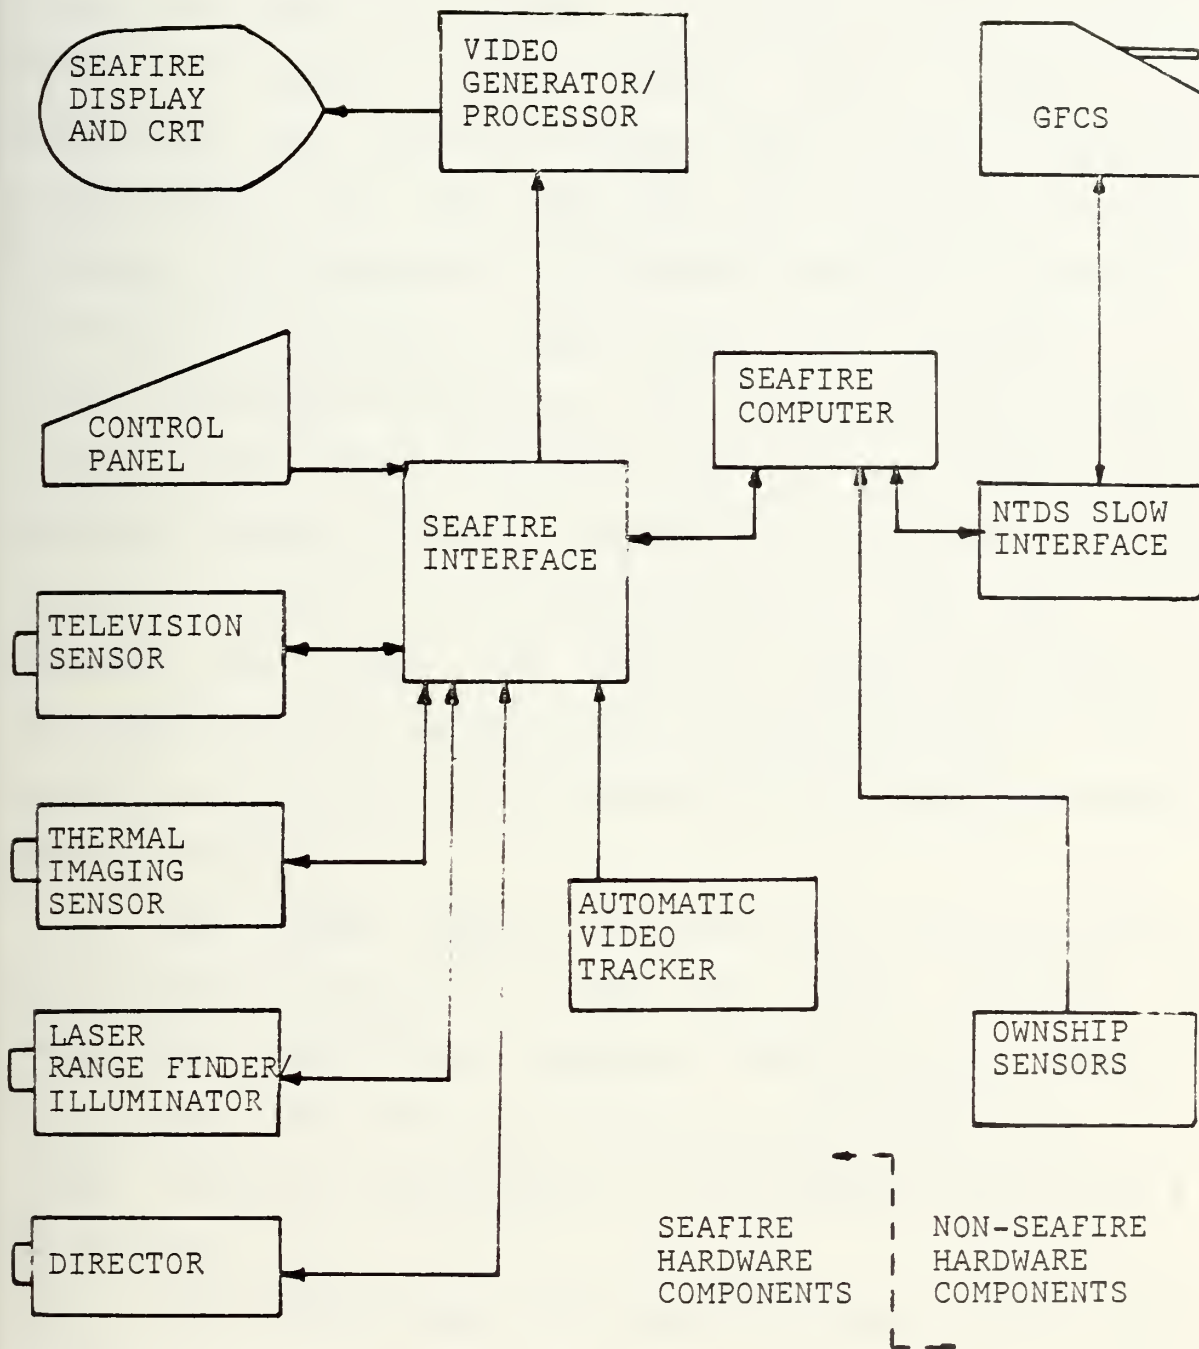 SEAFIRE
DISPLAY
AND CRT
VIDEO
GENERATOR/
PROCESSOR
GFCS
CONTROL
PANEL
SEAFIRE
COMPUTER
SEAFIRE
INTERFACE
NTDS SLOW
INTERFACE
TELEVISION
SENSOR
THERMAL
IMAGING
SENSOR
AUTOMATIC
VIDEO
TRACKER
LASER
RANGE FINDER/
ILLUMINATOR
OWNSHIP
SENSORS
DIRECTOR
SEAFIRE
HARDWARE
COMPONENTS
NON-SEAFIRE
HARDWARE
COMPONENTS